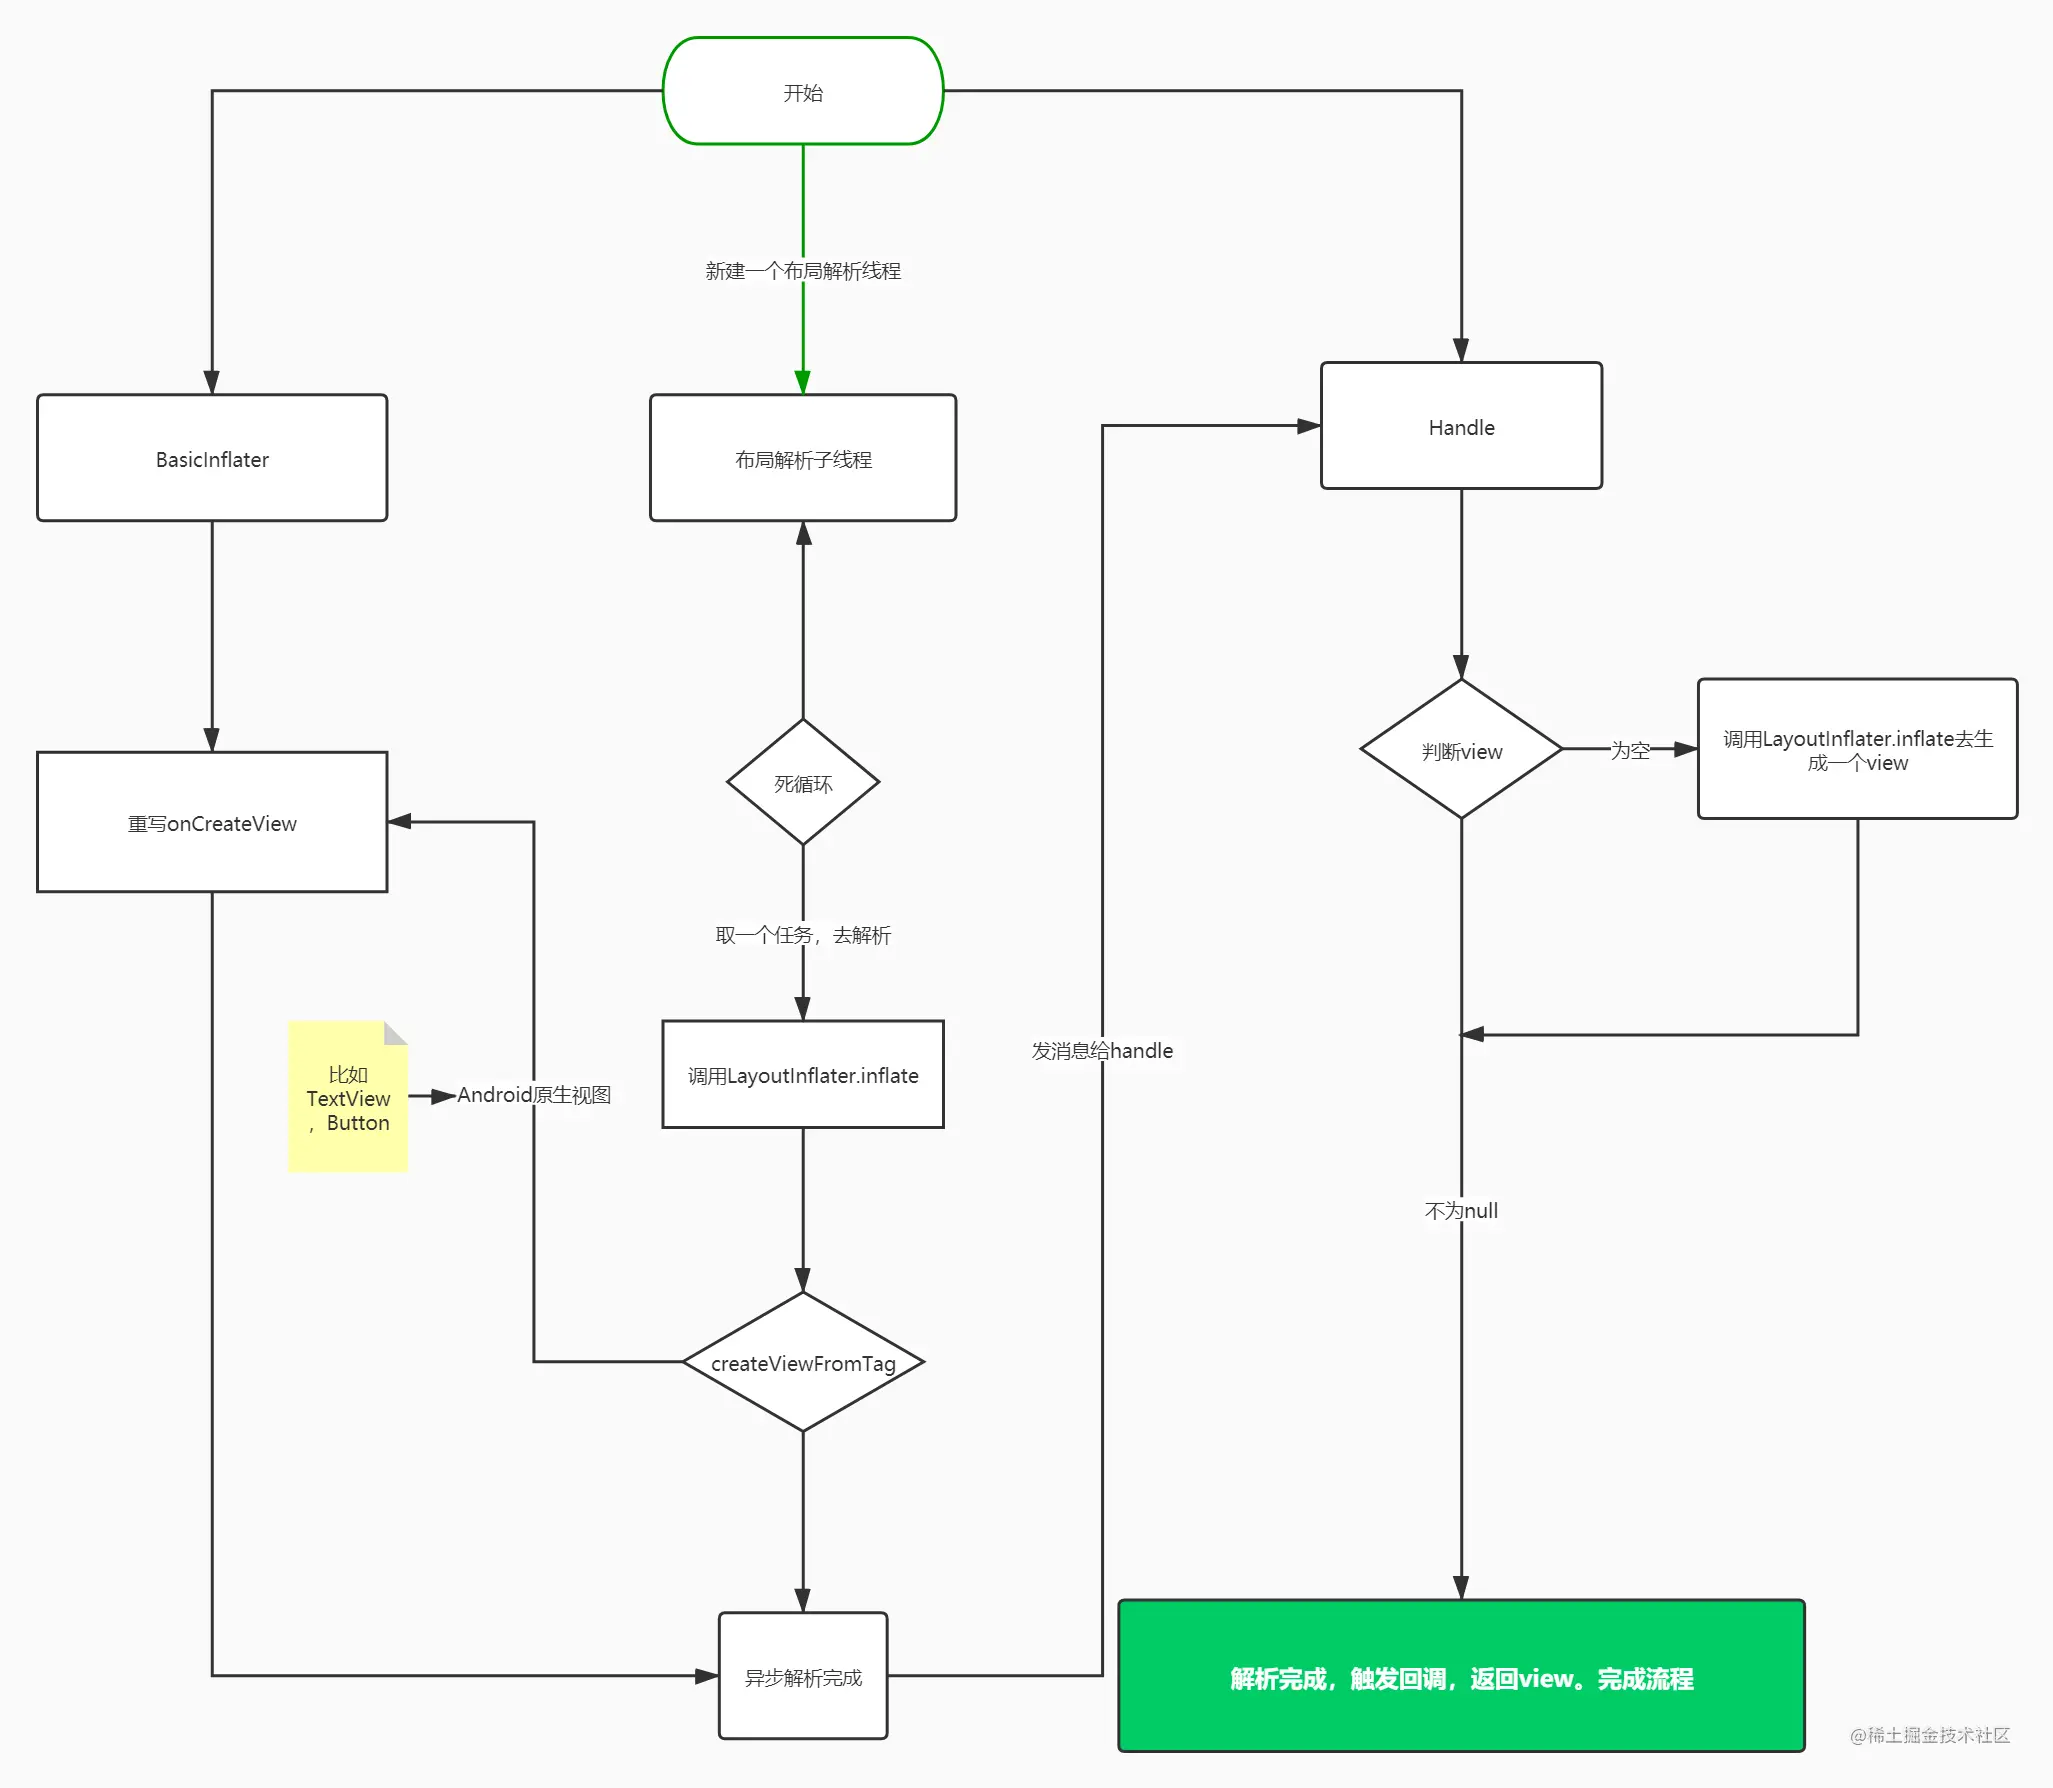 开始
新建一个布局解析线程
BasicInflater
布局解析子线程
Handle
重写onCreateView
死循环
判断view
为空
调用LayoutInflater.inflate去生
成一个view
取一个任务，去解析
比如
TextView
，Button
Android原生视图
调用LayoutInflater.inflate
发消息给handle
不为null
createViewFromTag
异步解析完成
解析完成，触发回调，返回view。完成流程
@稀土掘金技术社区